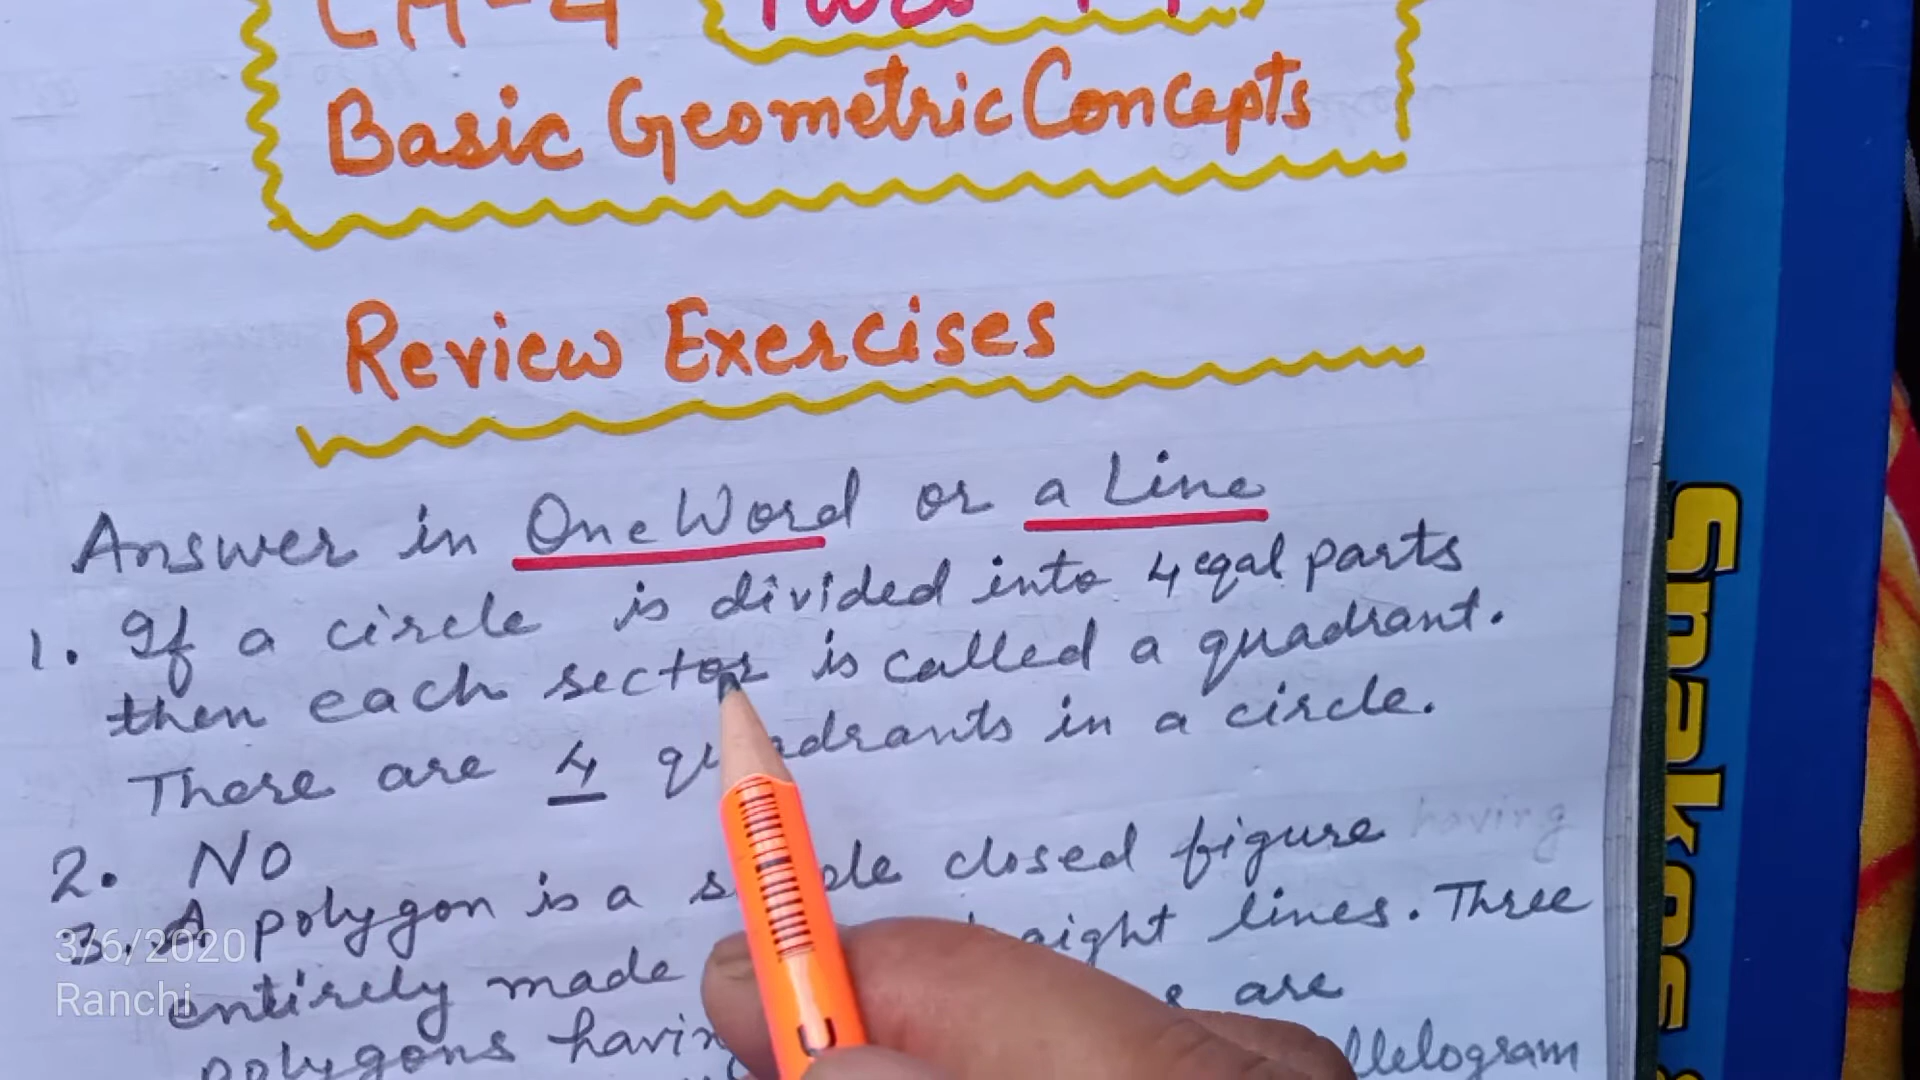 CH-4
Basic Geometric Concepts
Review Exercises
Answer in One Word or a Line
1. If a circle is divided into 4 eqal parts
then each sector is called a quadrant.
There are 4 quadrants in a circle.
2. No
3. A polygon is a closed figure having
entirely made lines. Three
are
polygons
3/6/2020
Ranchi
Snakes